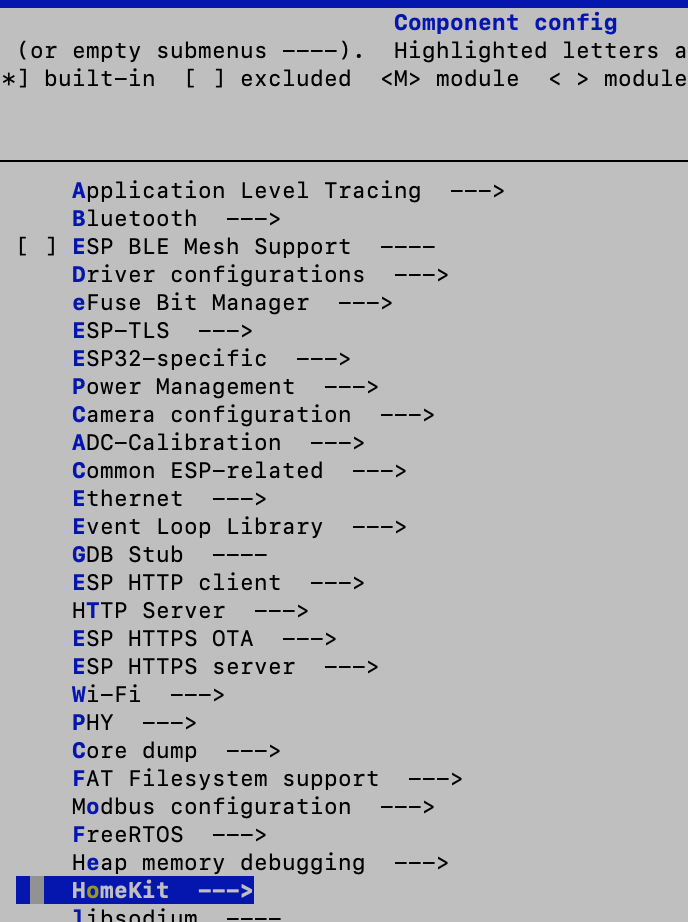 Component config
(or empty submenus ----). Highlighted letters a
*] built-in [ ] excluded <M> module < > module
Application Level Tracing --->
Bluetooth --->
[ ] ESP BLE Mesh Support ----
Driver configurations --->
eFuse Bit Manager --->
ESP-TLS --->
ESP32-specific --->
Power Management --->
Camera configuration --->
ADC-Calibration --->
Common ESP-related --->
Ethernet --->
Event Loop Library --->
GDB Stub ----
ESP HTTP client --->
HTTP Server --->
ESP HTTPS OTA --->
ESP HTTPS server --->
Wi-Fi --->
PHY --->
Core dump --->
FAT Filesystem support --->
Modbus configuration --->
FreeRTOS --->
Heap memory debugging --->
HomeKit --->
libsodium ----